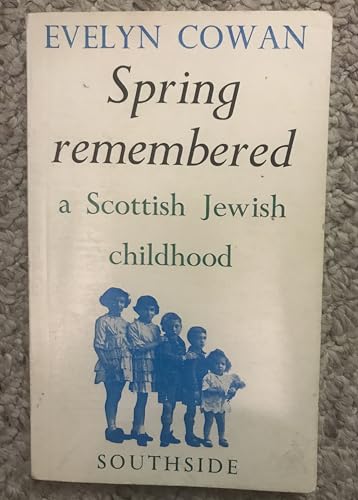 EVELYN COWAN
Spring
remembered
a Scottish Jewish
childhood
SOUTHSIDE